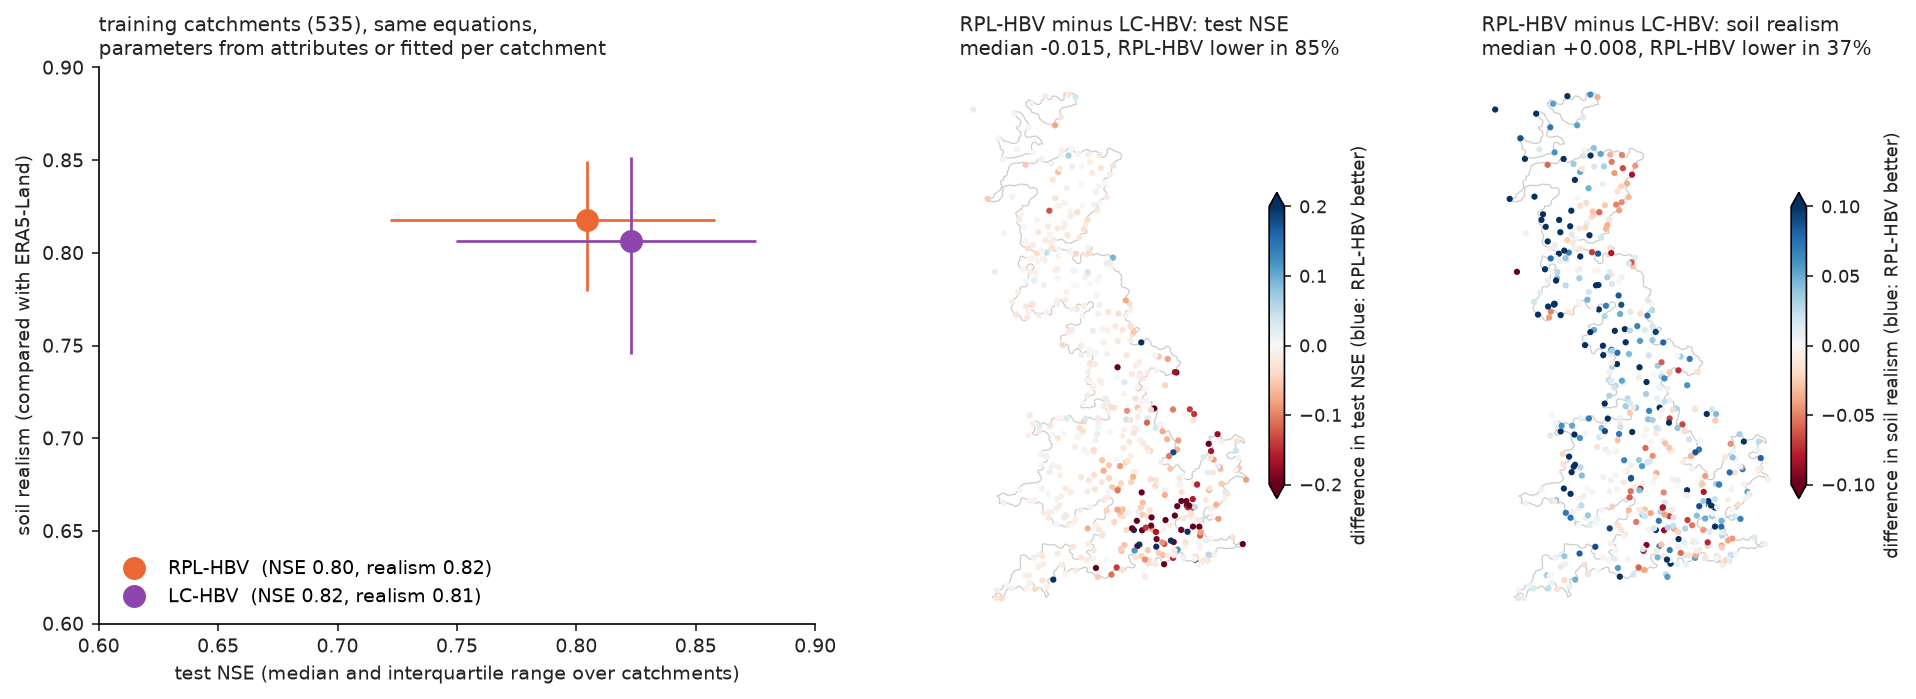 training catchments (535), same equations,
parameters from attributes or fitted per catchment
0.90
0.85
0.80
0.75
0.70
0.65
0.60
soil realism (compared with ERA5-Land)
RPL-HBV  (NSE 0.80, realism 0.82)
LC-HBV  (NSE 0.82, realism 0.81)
0.60
0.65
0.70
0.75
0.80
0.85
0.90
test NSE (median and interquartile range over catchments)
RPL-HBV minus LC-HBV: test NSE
median -0.015, RPL-HBV lower in 85%
0.2
0.1
0.0
−0.1
−0.2
difference in test NSE (blue: RPL-HBV better)
RPL-HBV minus LC-HBV: soil realism
median +0.008, RPL-HBV lower in 37%
0.10
0.05
0.00
−0.05
−0.10
difference in soil realism (blue: RPL-HBV better)